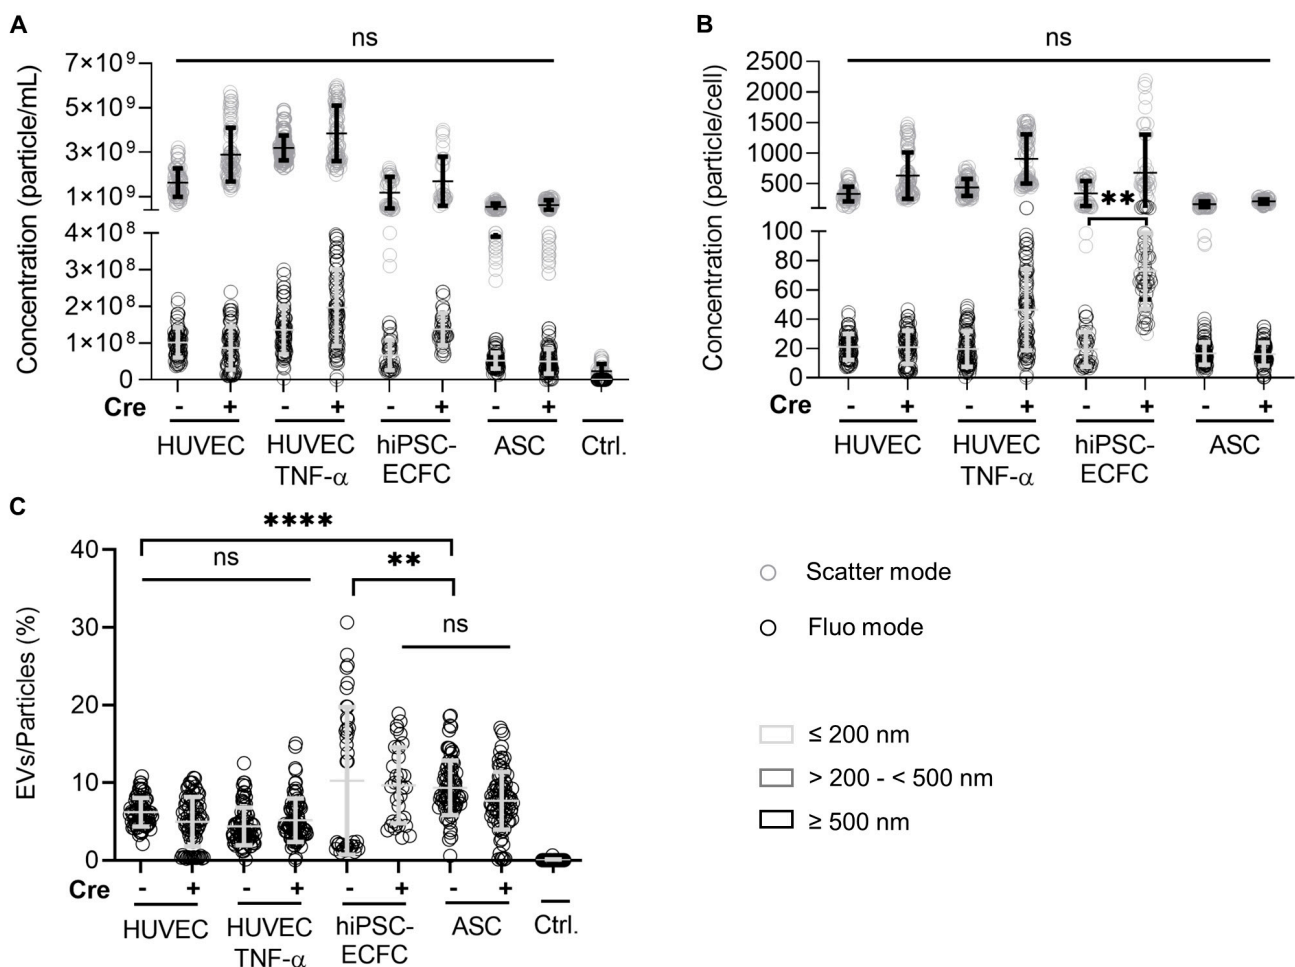 A
ns
Concentration (particle/mL)
7×10⁹
5×10⁹
3×10⁹
1×10⁹
4×10⁸
3×10⁸
2×10⁸
1×10⁸
0
Cre - + - + - + - +
HUVEC HUVEC hiPSC- ASC Ctrl.
TNF-α ECFC
B
ns
Concentration (particle/cell)
2500
2000
1500
1000
500
**
100
80
60
40
20
0
Cre - + - + - + - +
HUVEC HUVEC hiPSC- ASC
TNF-α ECFC
C
****
ns
**
ns
EVs/Particles (%)
40
30
20
10
0
Cre - + - + - + - +
HUVEC HUVEC hiPSC- ASC Ctrl.
TNF-α ECFC
Scatter mode
Fluo mode
≤ 200 nm
> 200 - < 500 nm
≥ 500 nm